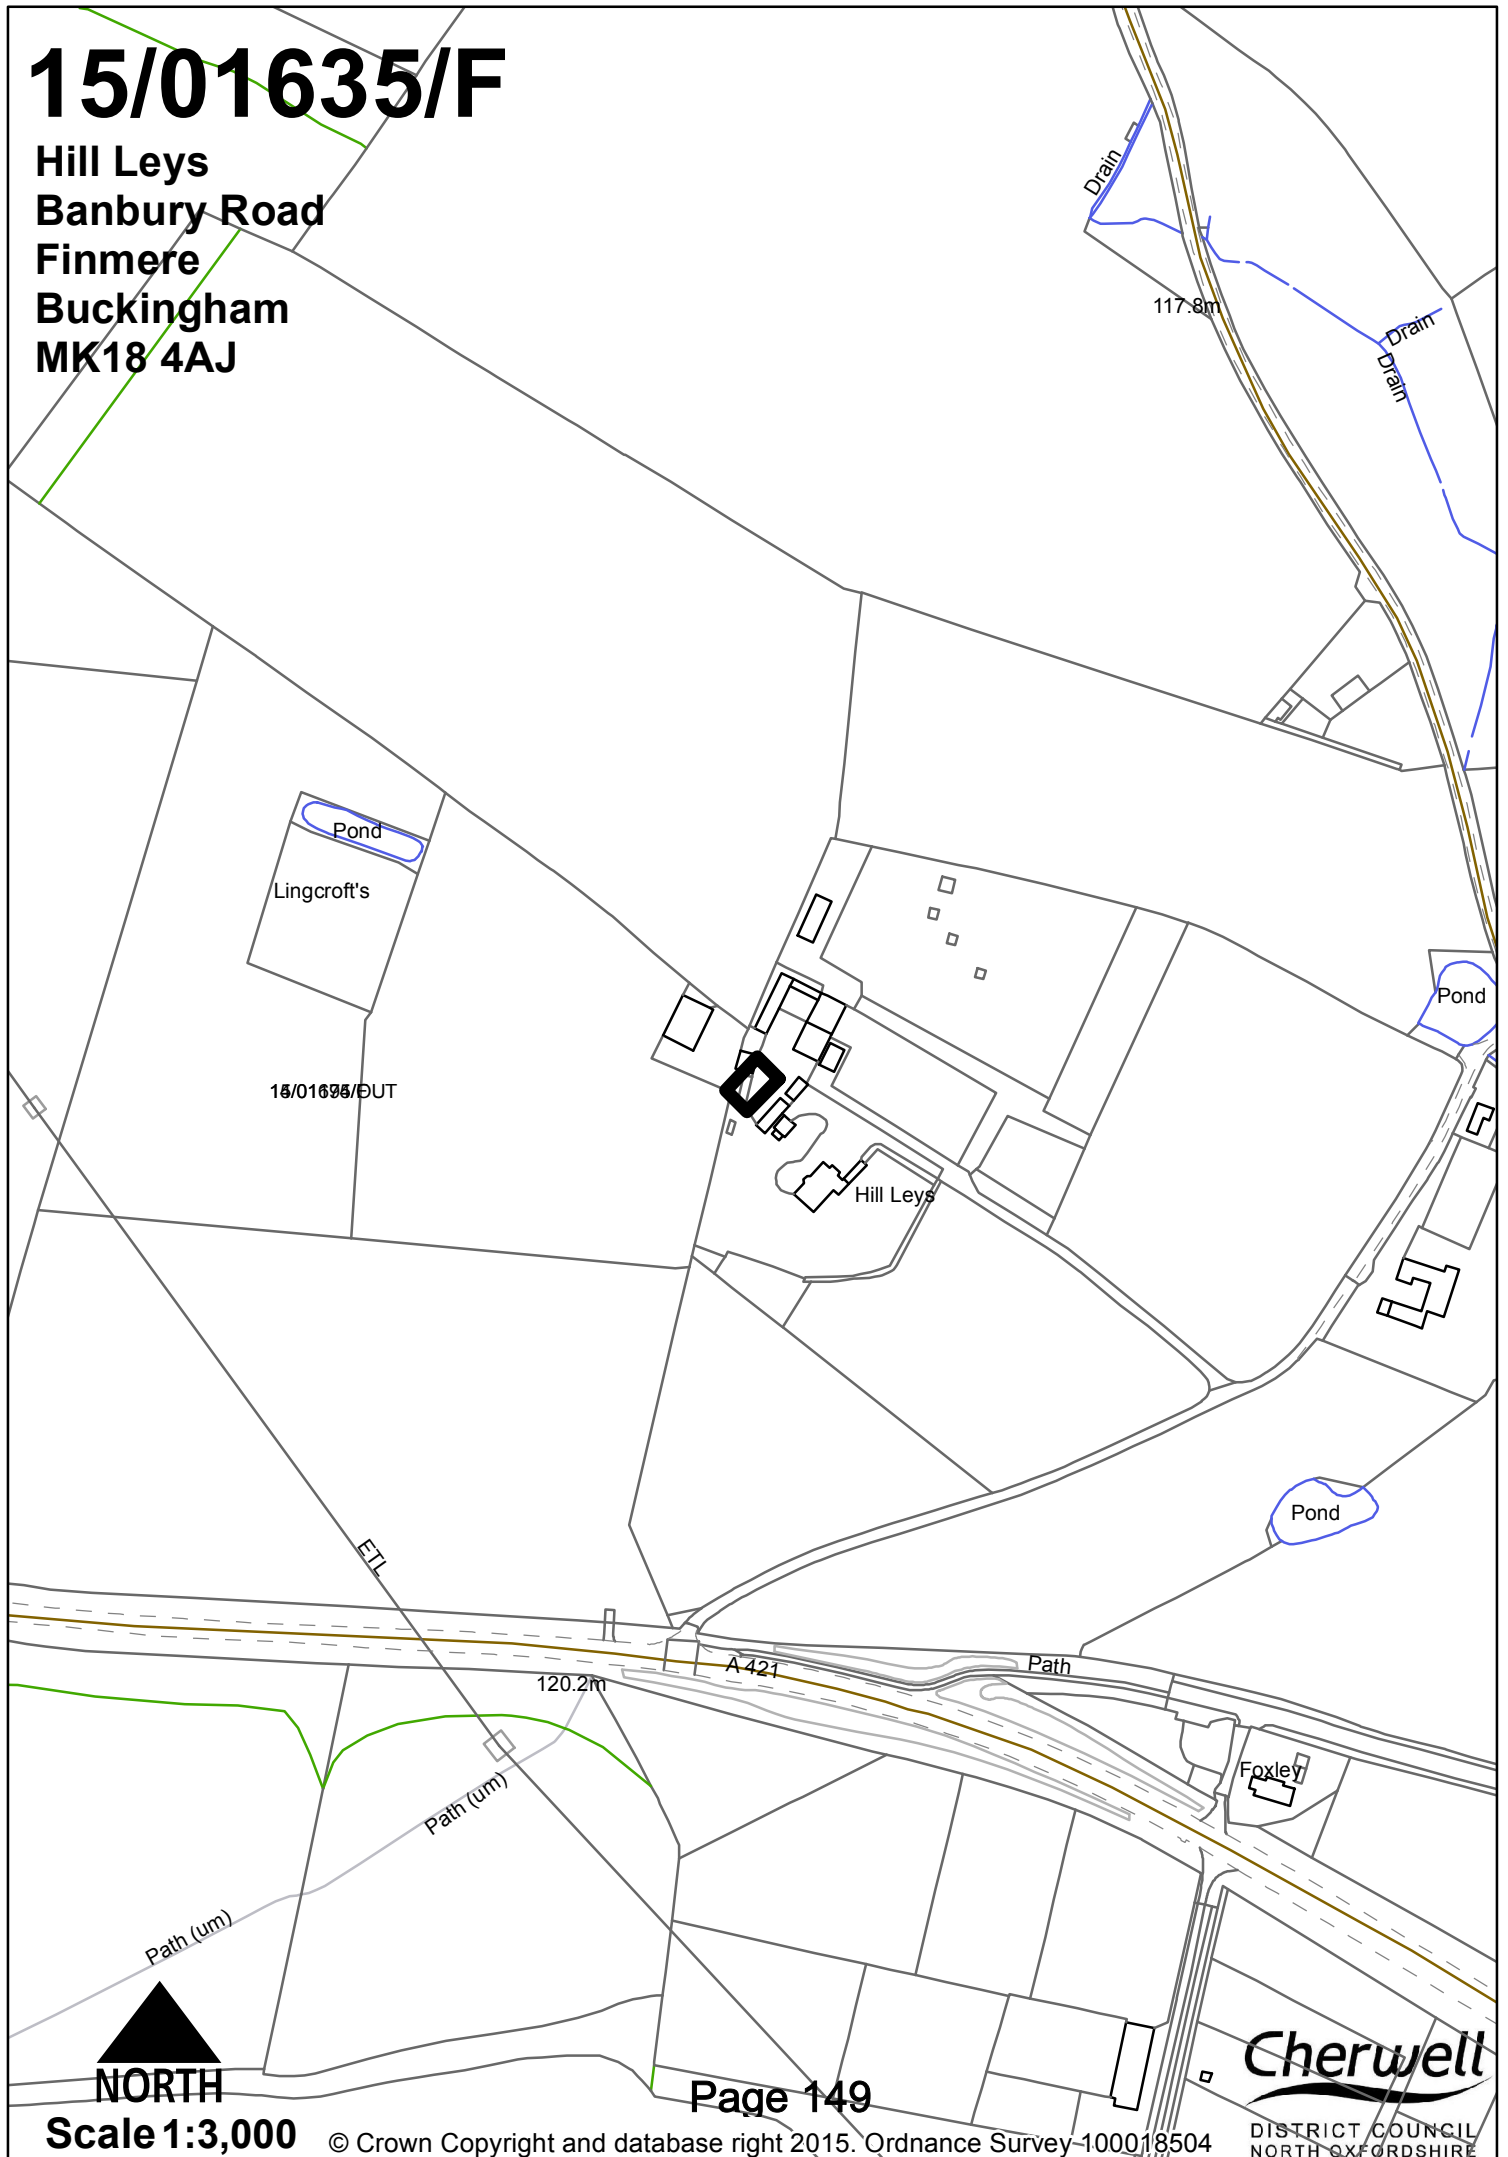 15/01635/F
Hill Leys
Banbury Road
Finmere
Buckingham
MK18 4AJ
Drain
117.8m
Drain
Drain
Pond
Lingcroft's
Pond
Hill Leys
Pond
ETL
A 421
Path
120.2m
Foxley
Path (um)
Path (um)
NORTH
Scale 1:3,000
Page 149
© Crown Copyright and database right 2015. Ordnance Survey 100018504
Cherwell
DISTRICT COUNCIL
NORTH OXFORDSHIRE